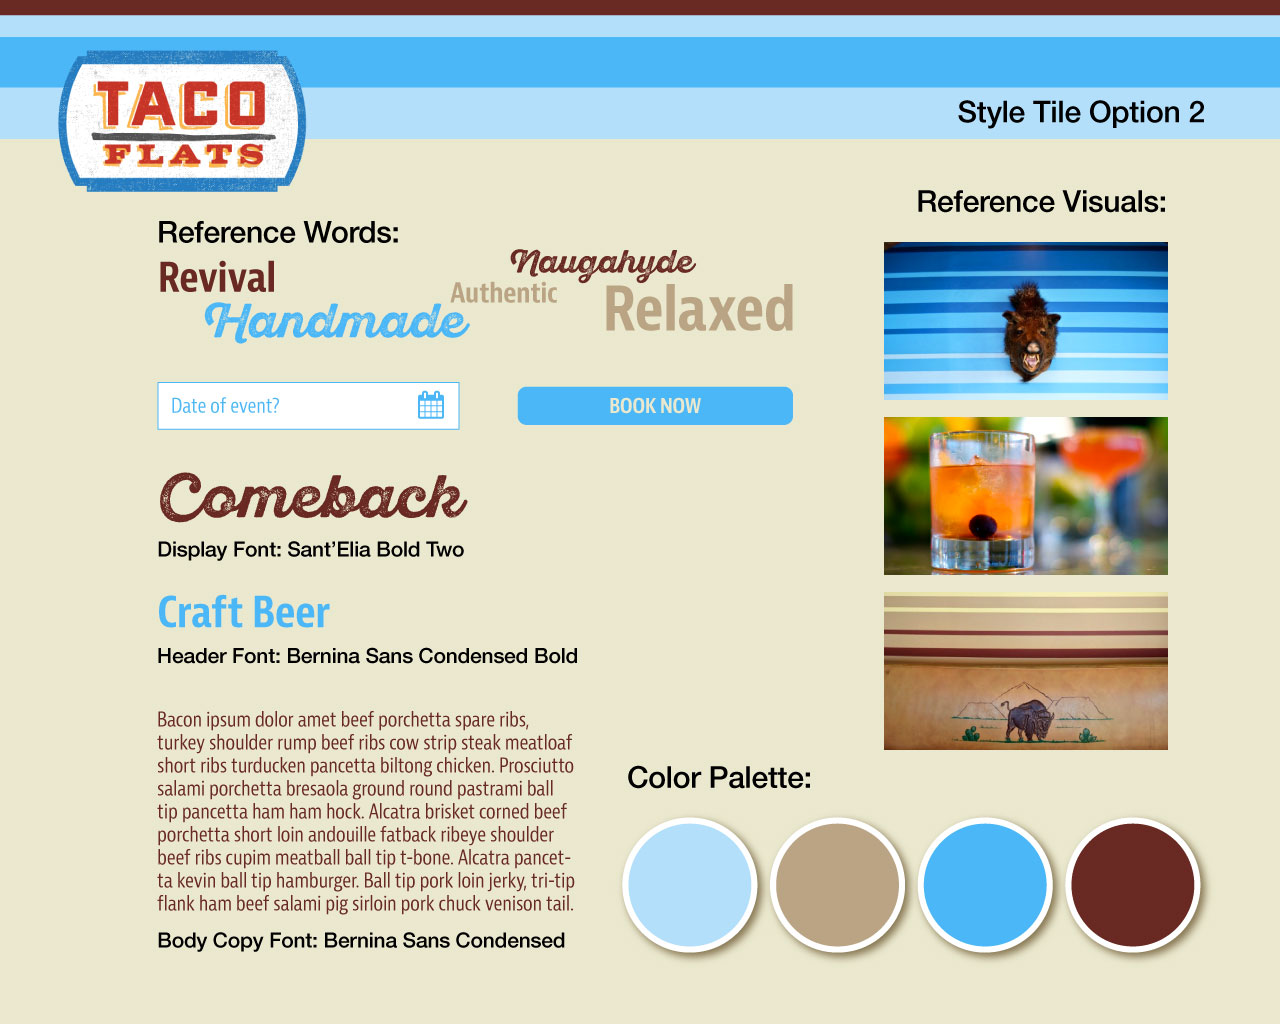 TACO
FLATS
Style Tile Option 2
Reference Words:
Revival
Handmade
Authentic
Naugahyde
Relaxed
Reference Visuals:
Date of event?
BOOK NOW
Comeback
Display Font: Sant’Elia Bold Two
Craft Beer
Header Font: Bernina Sans Condensed Bold
Bacon ipsum dolor amet beef porchetta spare ribs,
turkey shoulder rump beef ribs cow strip steak meatloaf
short ribs turducken pancetta biltong chicken. Prosciutto
salami porchetta bresaola ground round pastrami ball
tip pancetta ham ham hock. Alcatra brisket corned beef
porchetta short loin andouille fatback ribeye shoulder
beef ribs cupim meatball ball tip t-bone. Alcatra pancet-
ta kevin ball tip hamburger. Ball tip pork loin jerky, tri-tip
flank ham beef salami pig sirloin pork chuck venison tail.
Body Copy Font: Bernina Sans Condensed
Color Palette: